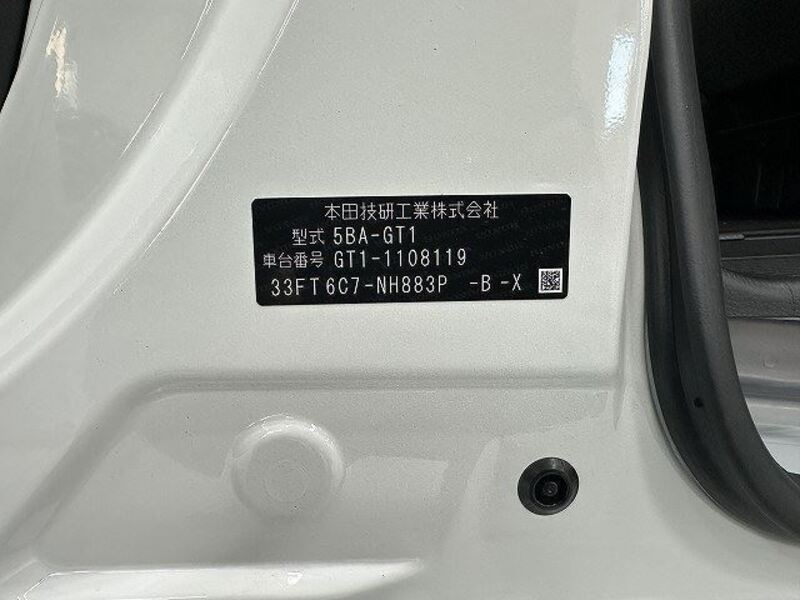 本田技研工業株式会社
型式 5BA-GT1
車台番号 GT1-1108119
33FT6C7-NH883P -B -X